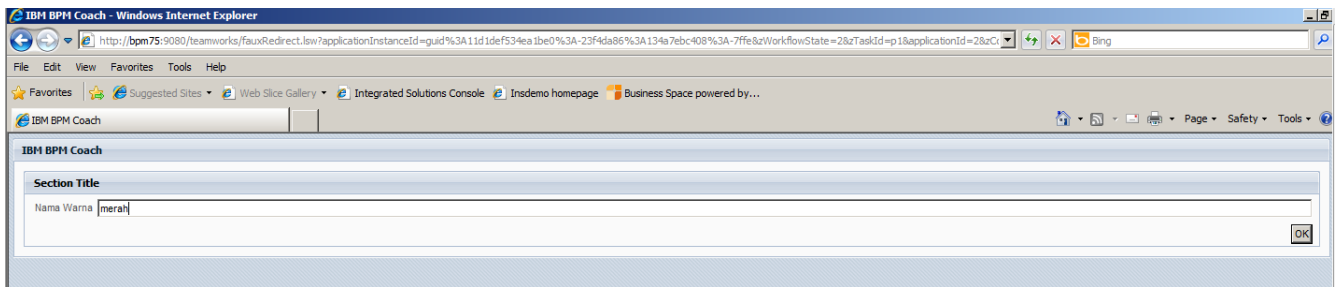 IBM BPM Coach - Windows Internet Explorer
http://bpm75:9080/teamworks/fauxRedirect.lsw?applicationInstanceId=guid%3A11d1def534ea1be0%3A-23f4da86%3A134a7ebc408%3A-7ffe&zWorkflowState=2&zTaskId=p1&applicationId=2&zCo Bing
File Edit View Favorites Tools Help
Favorites Suggested Sites Web Slice Gallery Integrated Solutions Console Insdemo homepage Business Space powered by...
IBM BPM Coach Page Safety Tools
IBM BPM Coach
Section Title
Nama Warna merah
OK